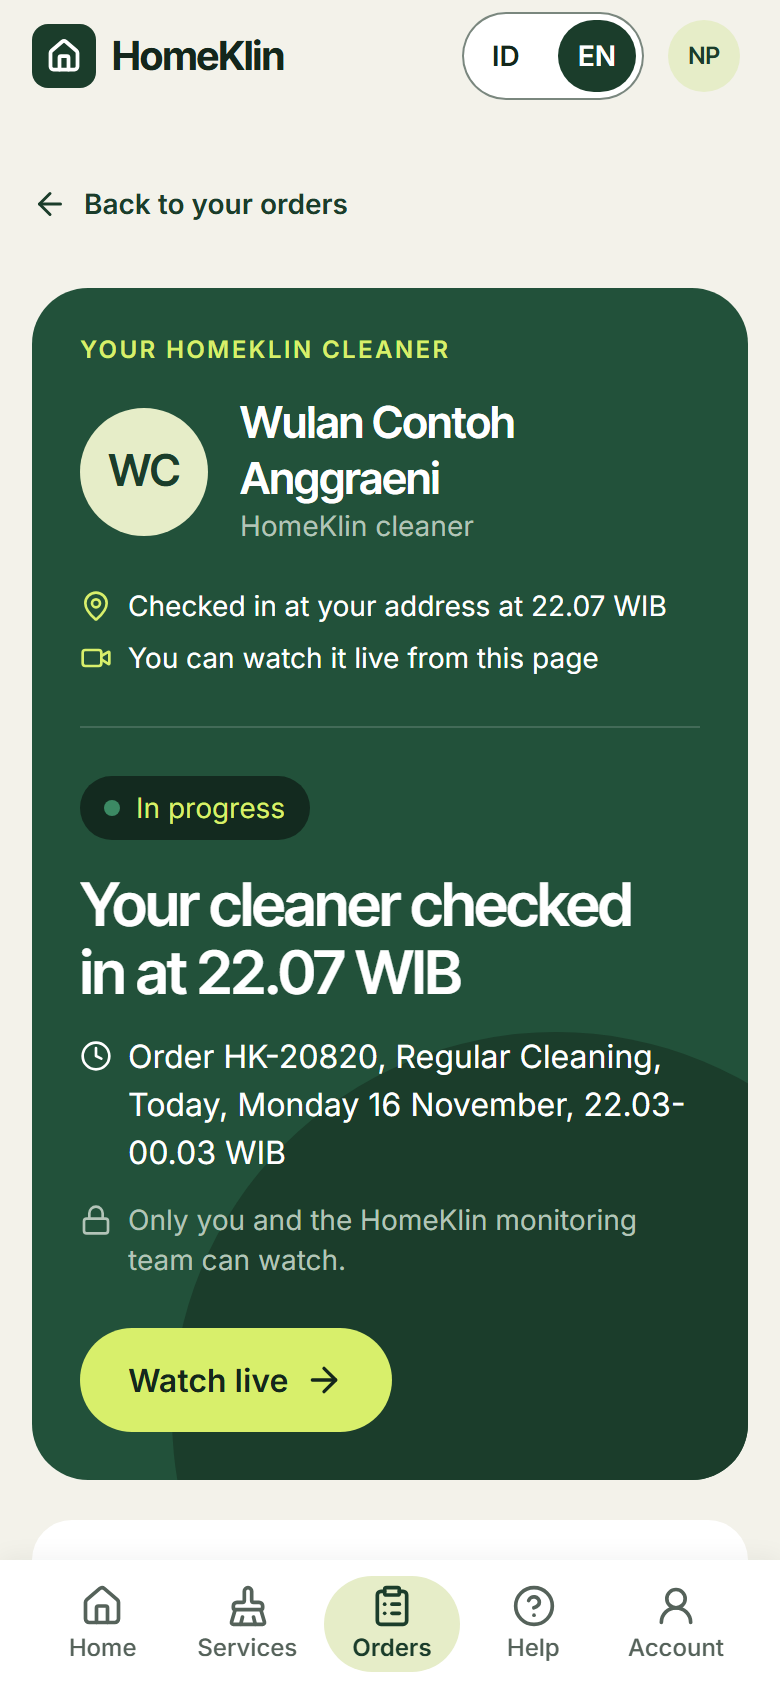 HomeKlin
ID
EN
NP
Back to your orders
YOUR HOMEKLIN CLEANER
WC
Wulan Contoh
Anggraeni
HomeKlin cleaner
Checked in at your address at 22.07 WIB
You can watch it live from this page
In progress
Your cleaner checked
in at 22.07 WIB
Order HK-20820, Regular Cleaning,
Today, Monday 16 November, 22.03-
00.03 WIB
Only you and the HomeKlin monitoring
team can watch.
Watch live
Home
Services
Orders
Help
Account